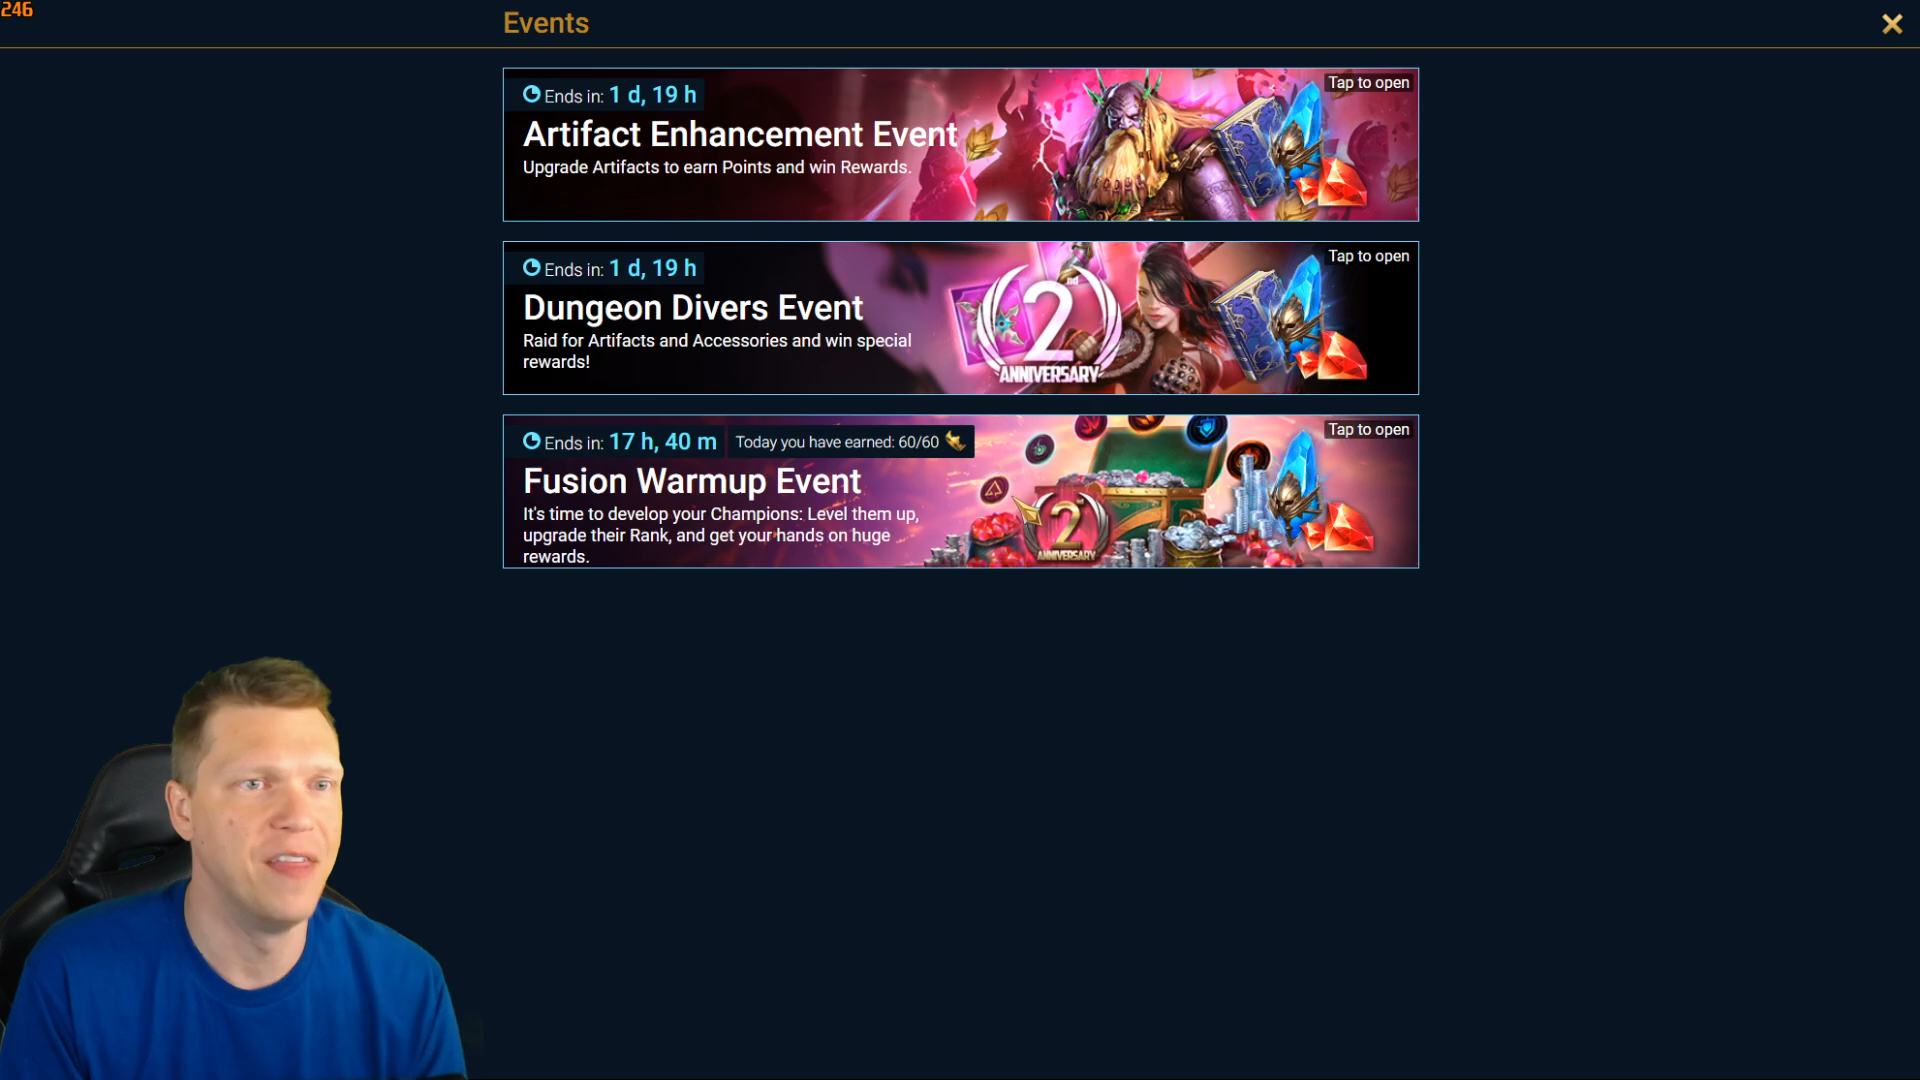 246
Events
Ends in: 1 d, 19 h
Tap to open
Artifact Enhancement Event
Upgrade Artifacts to earn Points and win Rewards.
Ends in: 1 d, 19 h
Tap to open
Dungeon Divers Event
Raid for Artifacts and Accessories and win special
rewards!
2nd
ANNIVERSARY
Ends in: 17 h, 40 m
Today you have earned: 60/60
Tap to open
Fusion Warmup Event
It's time to develop your Champions: Level them up,
upgrade their Rank, and get your hands on huge
rewards.
2nd
ANNIVERSARY